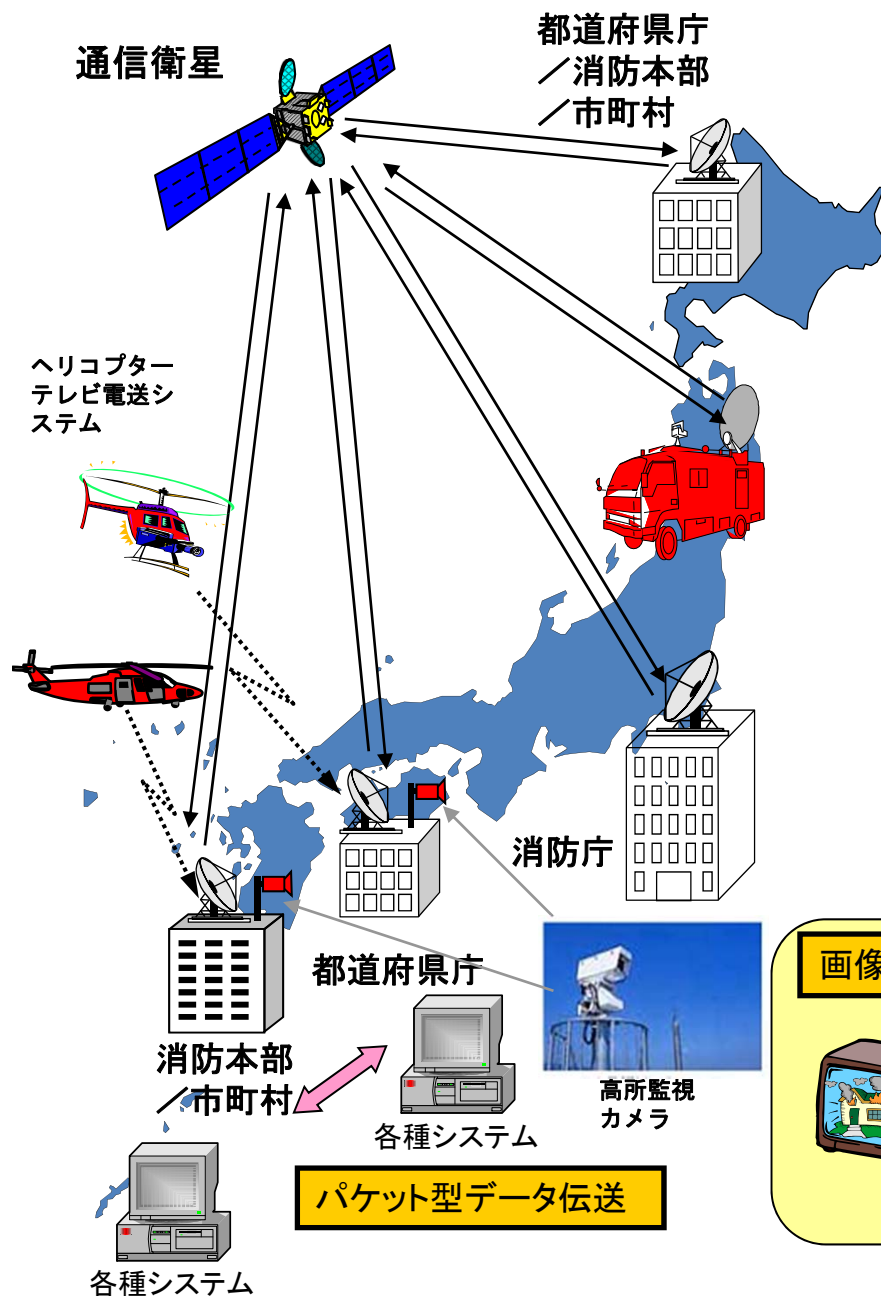 通信衛星
都道府県庁
／消防本部
／市町村
ヘリコプター
テレビ電送シ
ステム
消防庁
都道府県庁
画像
消防本部
／市町村
高所監視
カメラ
各種システム
パケット型データ伝送
各種システム